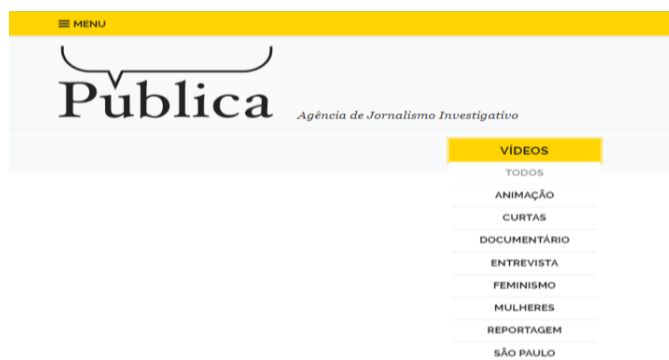 MENU
Pública
Agência de Jornalismo Investigativo
VÍDEOS
TODOS
ANIMAÇÃO
CURTAS
DOCUMENTÁRIO
ENTREVISTA
FEMINISMO
MULHERES
REPORTAGEM
SÃO PAULO